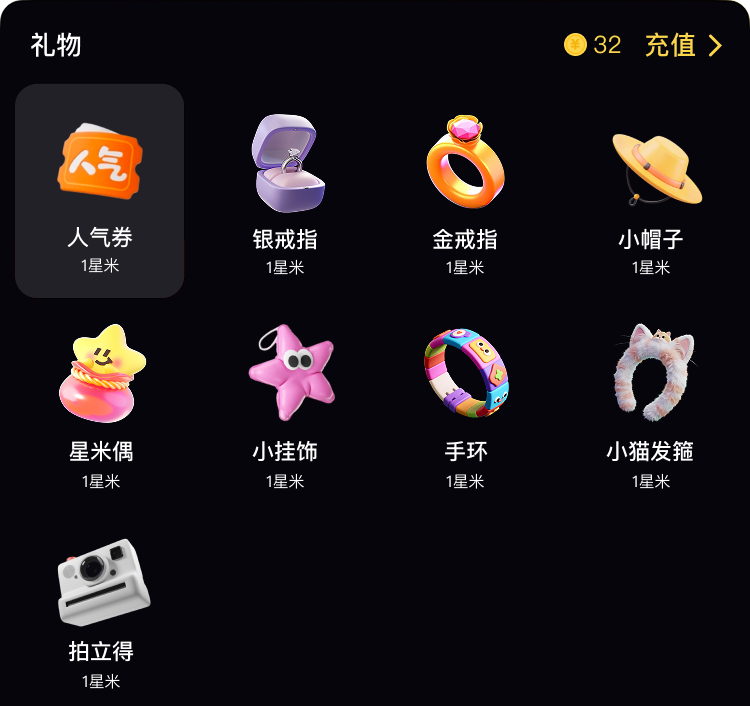 礼物
32 充值
人气
人气券 银戒指 金戒指 小帽子
1星米 1星米 1星米 1星米
星米偶 小挂饰 手环 小猫发箍
1星米 1星米 1星米 1星米
拍立得
1星米